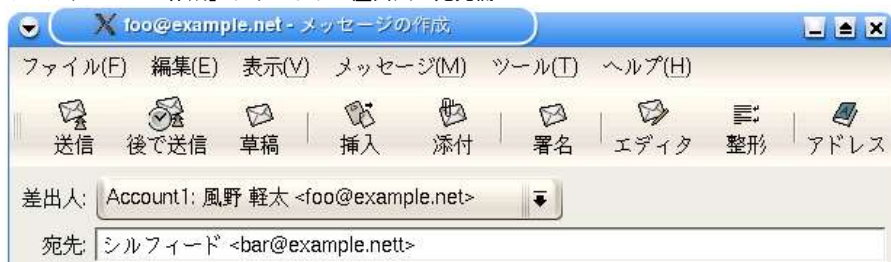 foo@example.net - メッセージの作成
ファイル(F) 編集(E) 表示(V) メッセージ(M) ツール(T) ヘルプ(H)
送信 後で送信 草稿 挿入 添付 署名 エディタ 整形 アドレス
差出人: Account1: 風野 軽太 <foo@example.net>
宛先: シルフィード <bar@example.nett>